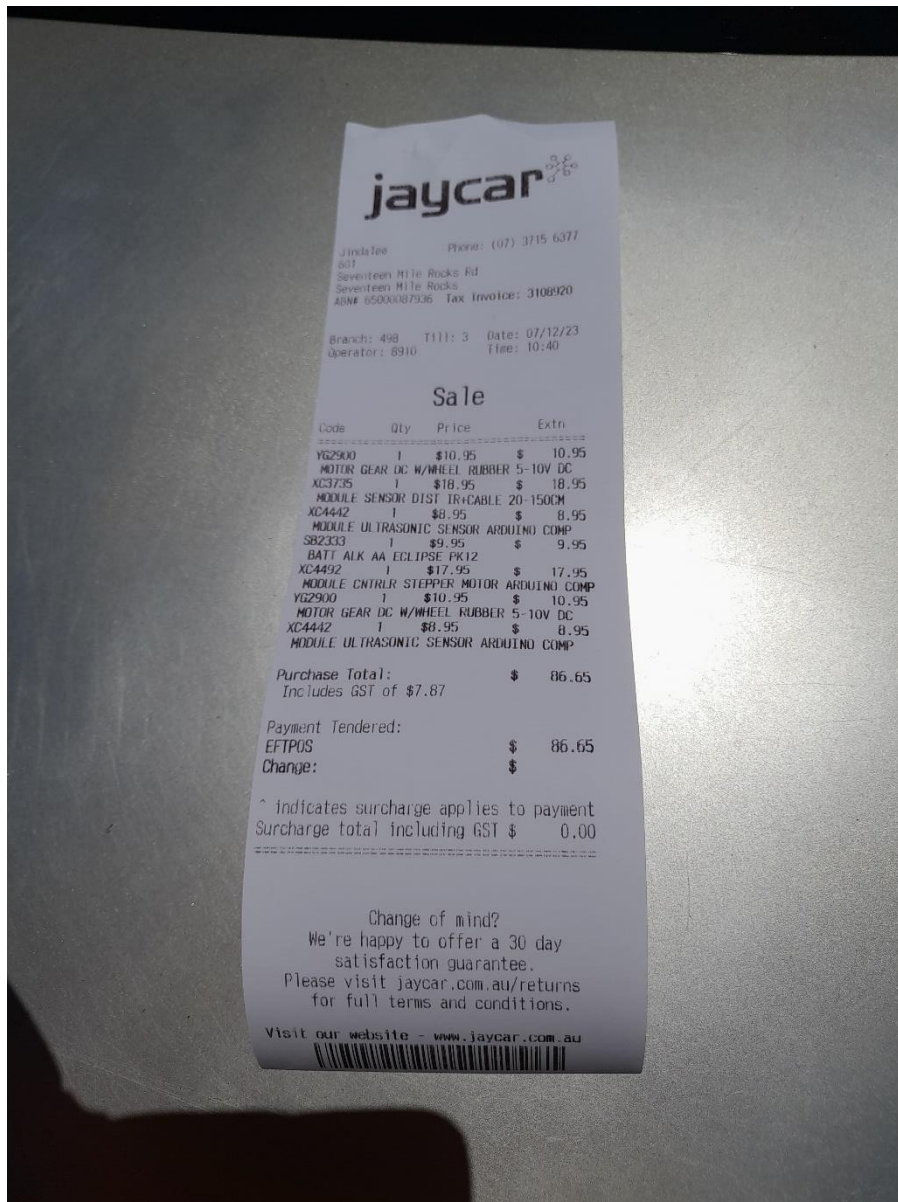 jaycar
Jindalee Phone: (07) 3715 6377
601
Seventeen Mile Rocks Rd
Seventeen Mile Rocks
ABN# 65000087936 Tax Invoice: 3108920
Branch: 498 Till: 3 Date: 07/12/23
Operator: 8910 Time: 10:40
Sale
Code Qty Price Extn
YG2900 1 $10.95 $ 10.95
MOTOR GEAR DC W/WHEEL RUBBER 5-10V DC
XC3735 1 $18.95 $ 18.95
MODULE SENSOR DIST IR+CABLE 20-150CM
XC4442 1 $8.95 $ 8.95
MODULE ULTRASONIC SENSOR ARDUINO COMP
SB2333 1 $9.95 $ 9.95
BATT ALK AA ECLIPSE PK12
XC4492 1 $17.95 $ 17.95
MODULE CNTRLR STEPPER MOTOR ARDUINO COMP
YG2900 1 $10.95 $ 10.95
MOTOR GEAR DC W/WHEEL RUBBER 5-10V DC
XC4442 1 $8.95 $ 8.95
MODULE ULTRASONIC SENSOR ARDUINO COMP
Purchase Total: $ 86.65
Includes GST of $7.87
Payment Tendered:
EFTPOS $ 86.65
Change: $
^ indicates surcharge applies to payment
Surcharge total including GST $ 0.00
Change of mind?
We're happy to offer a 30 day
satisfaction guarantee.
Please visit jaycar.com.au/returns
for full terms and conditions.
Visit our website - www.jaycar.com.au